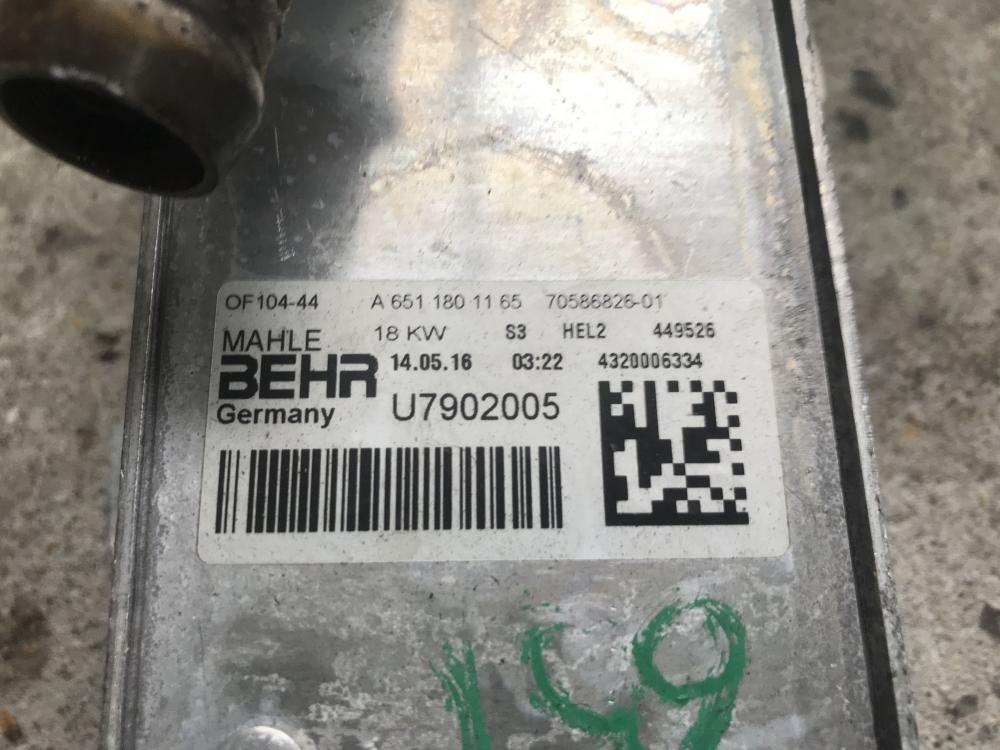 OF104-44 A 651 180 11 65 70586826-01
MAHLE 18 KW S3 HEL2 449526
BEHR 14.05.16 03:22 4320006334
Germany U7902005
149